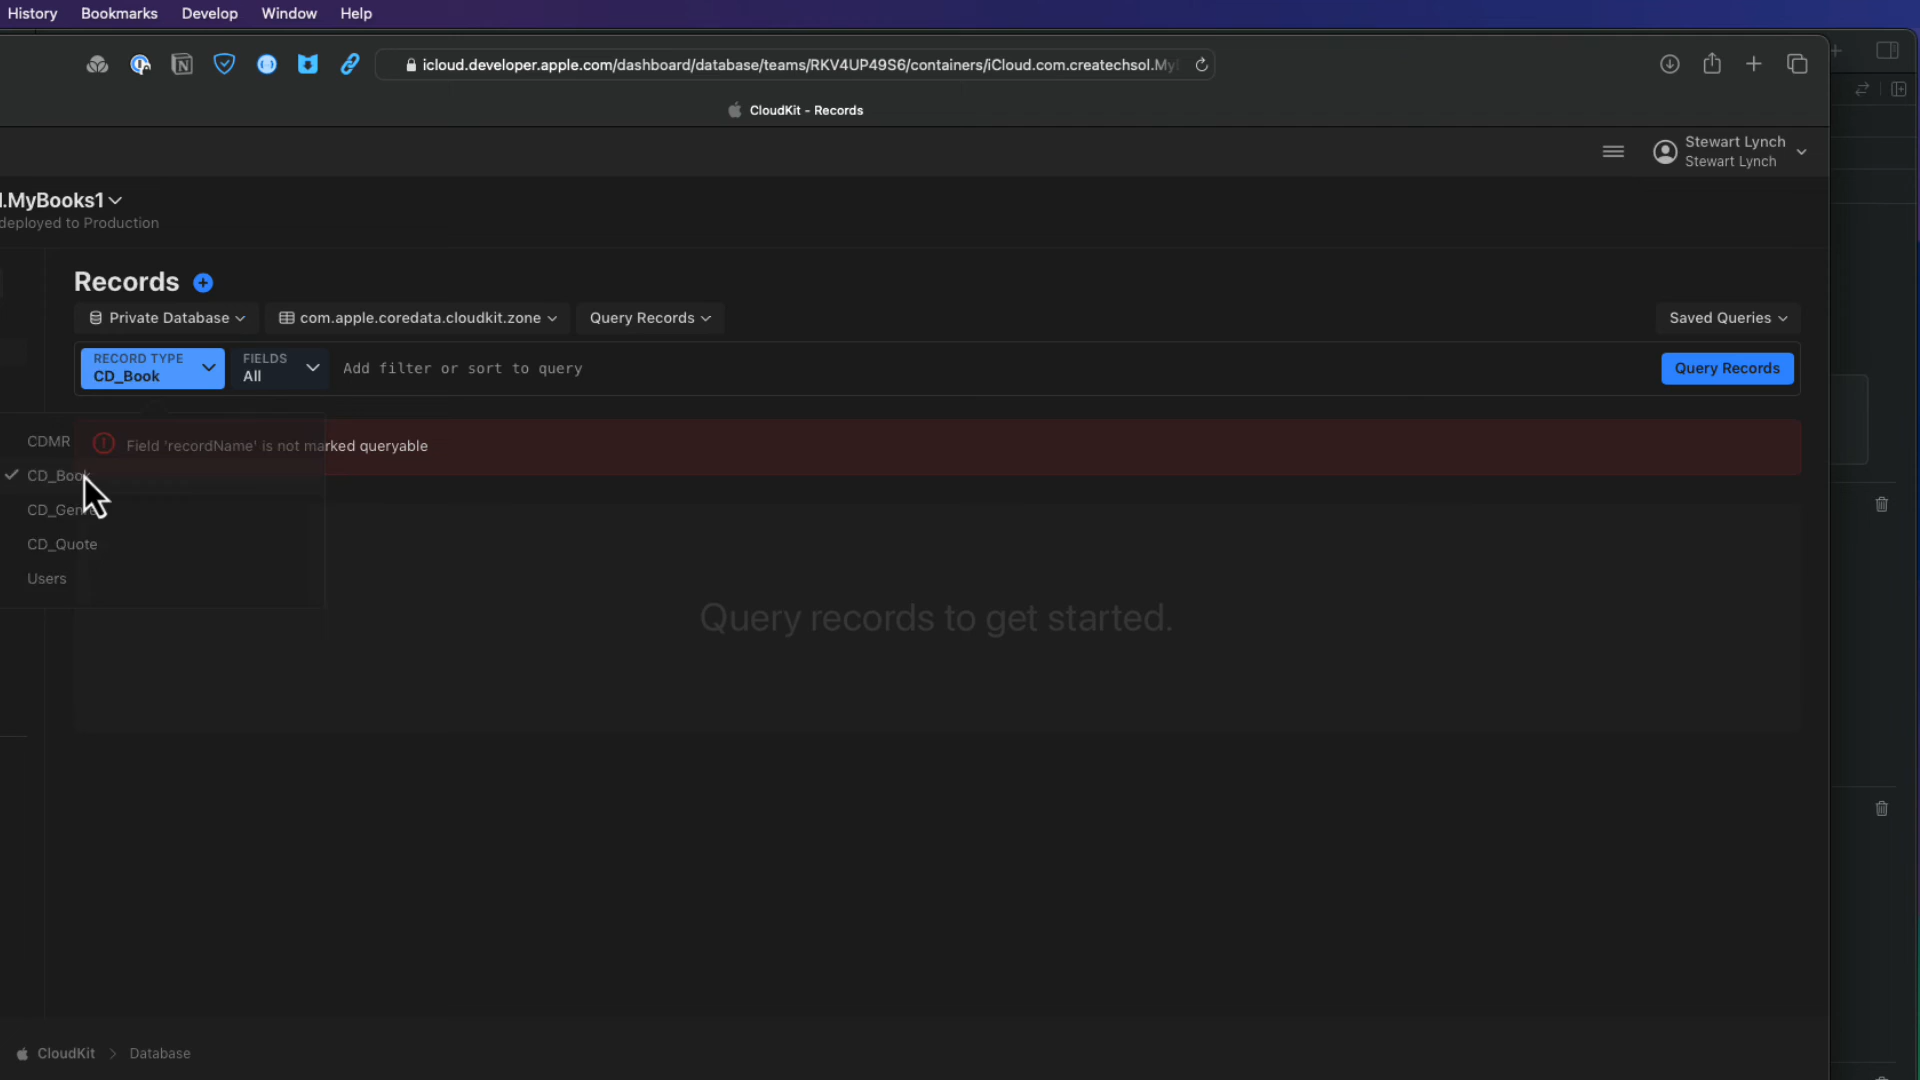 History Bookmarks Develop Window Help
icloud.developer.apple.com/dashboard/database/teams/RKV4UP49S6/containers/iCloud.com.createchsol.My
CloudKit - Records
Stewart Lynch
Stewart Lynch
.MyBooks1
deployed to Production
Records
Private Database com.apple.coredata.cloudkit.zone Query Records Saved Queries
RECORD TYPE FIELDS
CD_Book All Add filter or sort to query Query Records
CDMR
Field 'recordName' is not marked queryable
CD_Book
CD_Genre
CD_Quote
Users
Query records to get started.
CloudKit > Database